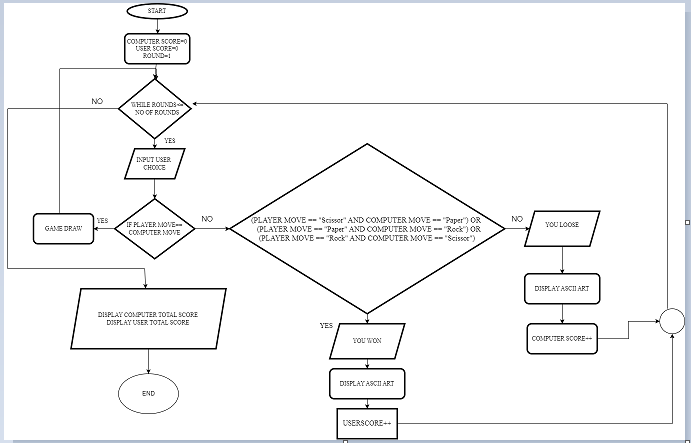 START
COMPUTER SCORE=0
USER SCORE=0
ROUND=1
NO
WHILE ROUNDS<=
NO OF ROUNDS
YES
INPUT USER
CHOICE
IF PLAYER MOVE==
COMPUTER MOVE
YES
GAME DRAW
NO
(PLAYER MOVE == "Scissor" AND COMPUTER MOVE == "Paper") OR
(PLAYER MOVE == "Paper" AND COMPUTER MOVE == "Rock") OR
(PLAYER MOVE == "Rock" AND COMPUTER MOVE == "Scissor")
NO
YOU LOOSE
DISPLAY ASCII ART
COMPUTER SCORE++
YES
YOU WON
DISPLAY ASCII ART
USERSCORE++
DISPLAY COMPUTER TOTAL SCORE
DISPLAY USER TOTAL SCORE
END